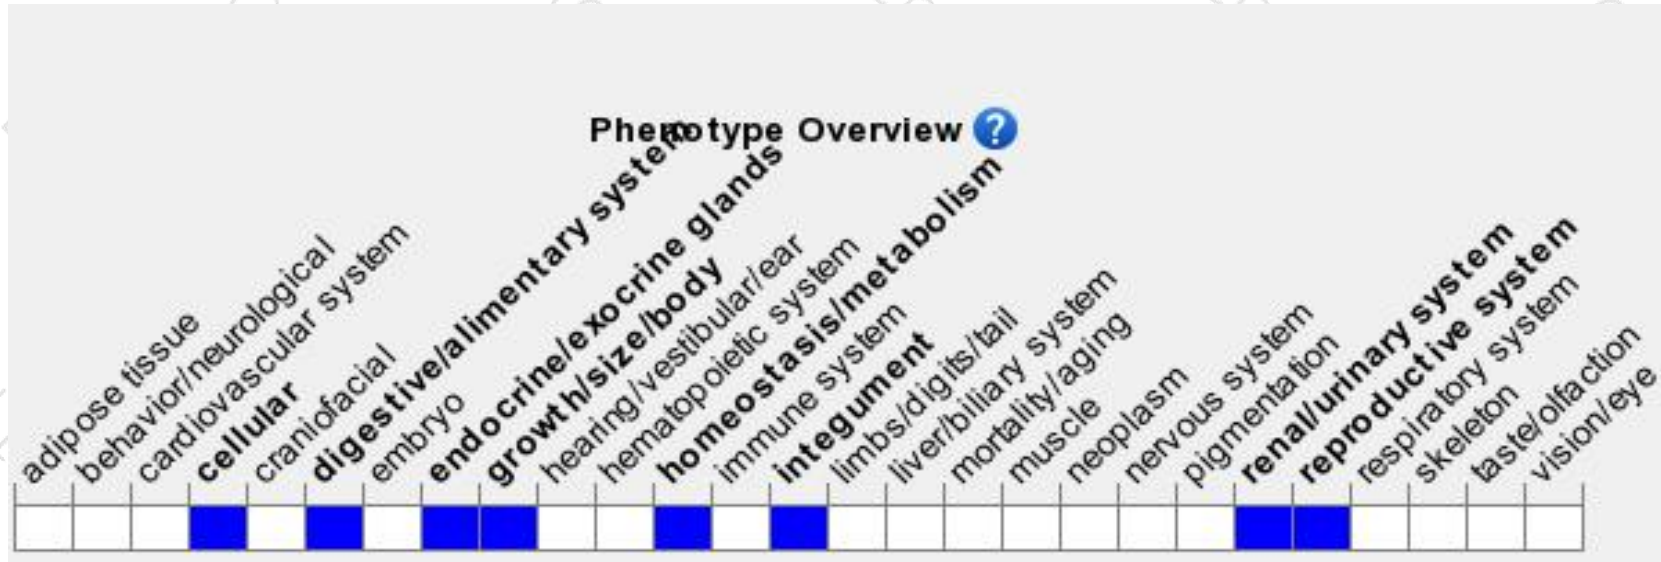 Phenotype Overview ?
adipose tissue
behavior/neurological
cardiovascular system
cellular
craniofacial
digestive/alimentary system
embryo
endocrine/exocrine glands
growth/size/body
hearing/vestibular/ear
hematopoietic system
homeostasis/metabolism
immune system
integument
limbs/digits/tail
liver/biliary system
mortality/aging
muscle
neoplasm
nervous system
pigmentation
renal/urinary system
reproductive system
respiratory system
skeleton
taste/olfaction
vision/eye